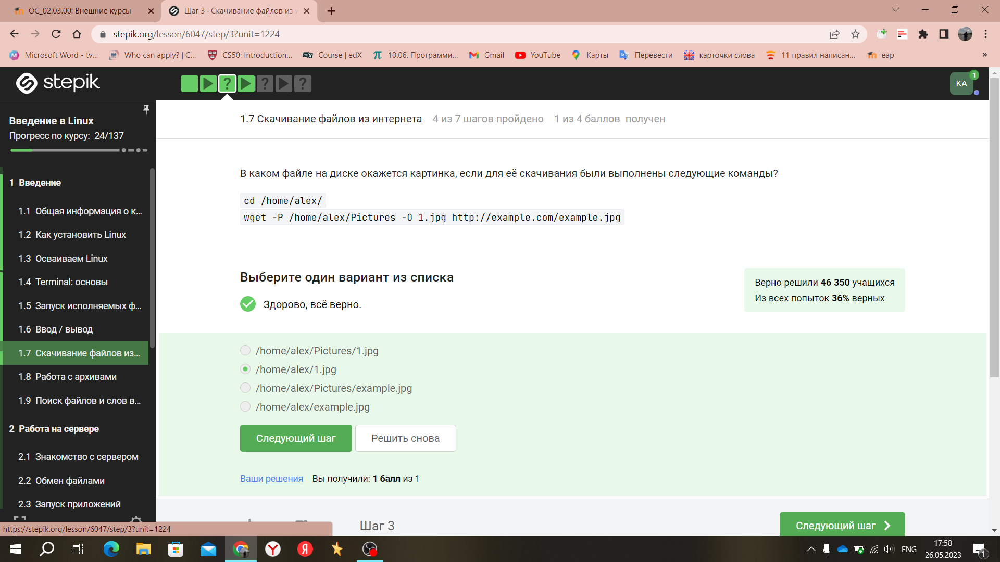 ОС_02.03.00: Внешние курсы
Шаг 3 · Скачивание файлов из
stepik.org/lesson/6047/step/3?unit=1224
Microsoft Word - tv...
Who can apply? | C...
CS50: Introduction...
edX
Course | edX
10.06. Программи...
Gmail
YouTube
Карты
Перевести
карточки слова
11 правил написан...
eap
»
stepik
KA
1
Введение в Linux
Прогресс по курсу: 24/137
1 Введение
1.1 Общая информация о к...
1.2 Как установить Linux
1.3 Осваиваем Linux
1.4 Terminal: основы
1.5 Запуск исполняемых ф...
1.6 Ввод / вывод
1.7 Скачивание файлов из...
1.8 Работа с архивами
1.9 Поиск файлов и слов в...
2 Работа на сервере
2.1 Знакомство с сервером
2.2 Обмен файлами
2.3 Запуск приложений
1.7 Скачивание файлов из интернета 4 из 7 шагов пройдено 1 из 4 баллов получен
В каком файле на диске окажется картинка, если для её скачивания были выполнены следующие команды?
cd /home/alex/
wget -P /home/alex/Pictures -O 1.jpg http://example.com/example.jpg
Выберите один вариант из списка
Здорово, всё верно.
Верно решили 46 350 учащихся
Из всех попыток 36% верных
/home/alex/Pictures/1.jpg
/home/alex/1.jpg
/home/alex/Pictures/example.jpg
/home/alex/example.jpg
Следующий шаг
Решить снова
Ваши решения Вы получили: 1 балл из 1
Шаг 3
Следующий шаг
https://stepik.org/lesson/6047/step/3?unit=1224
ENG
17:58
26.05.2023
1